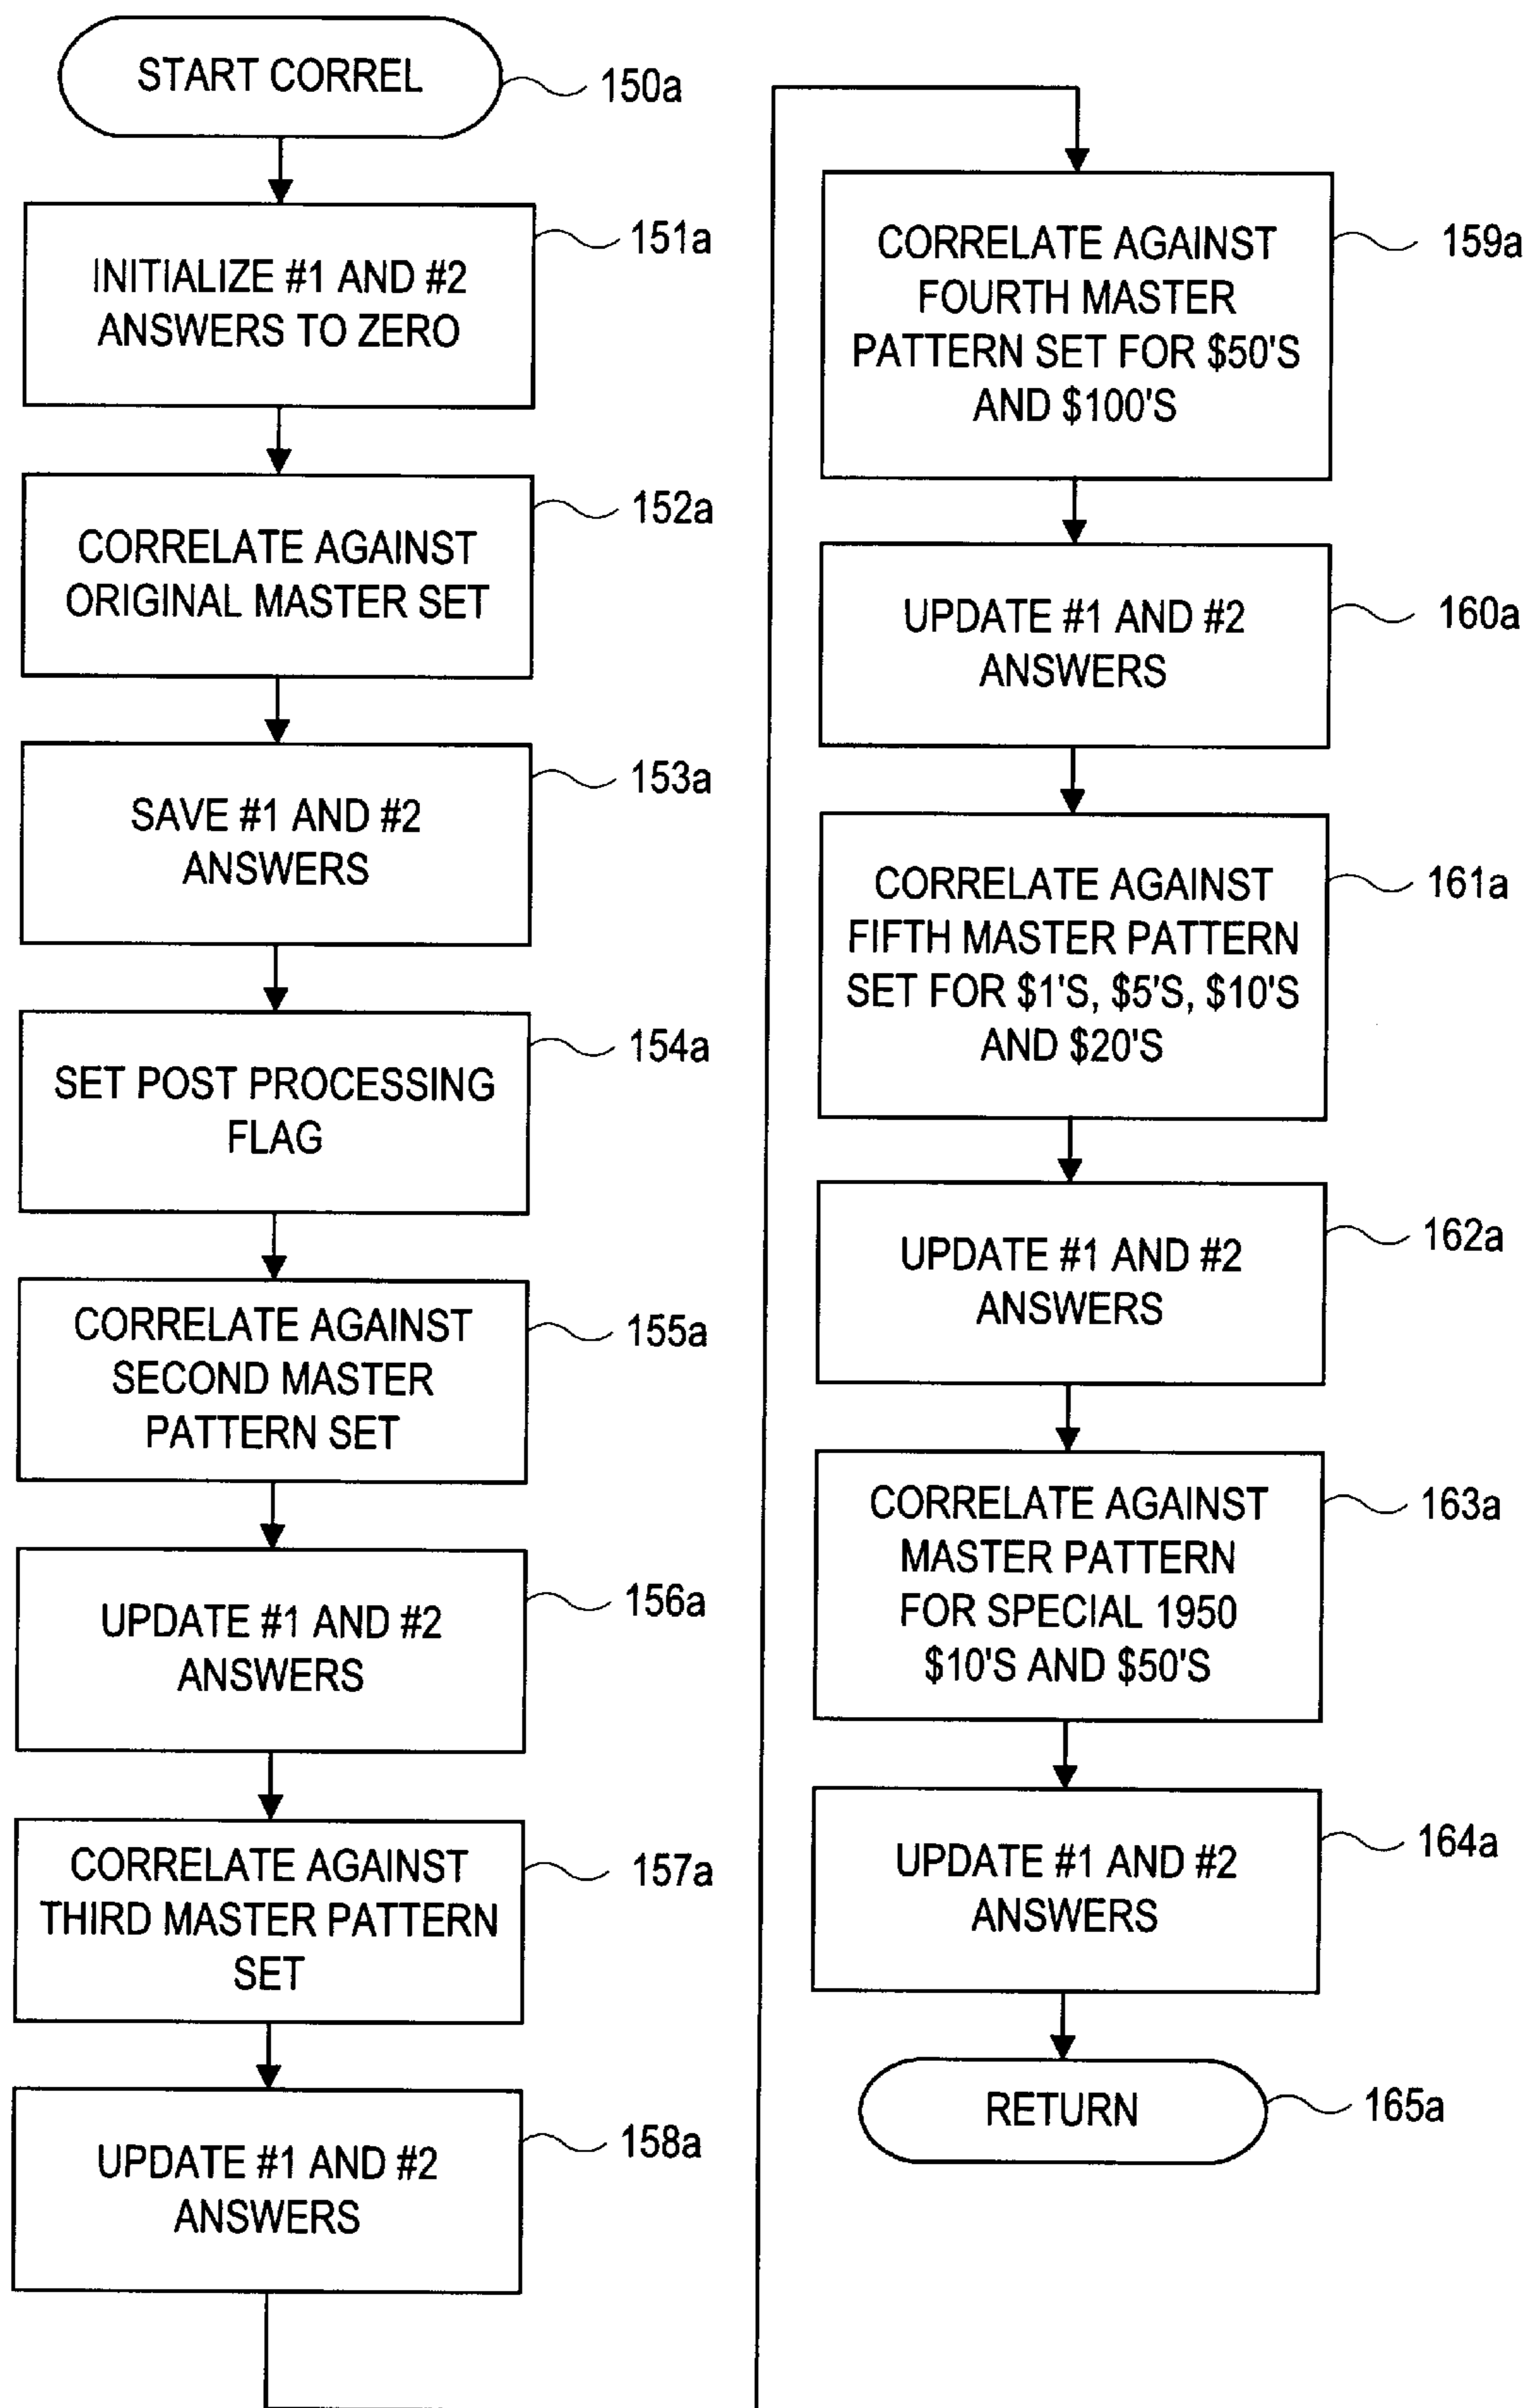 START CORREL
150a
INITIALIZE #1 AND #2
ANSWERS TO ZERO
151a
CORRELATE AGAINST
ORIGINAL MASTER SET
152a
SAVE #1 AND #2
ANSWERS
153a
SET POST PROCESSING
FLAG
154a
CORRELATE AGAINST
SECOND MASTER
PATTERN SET
155a
UPDATE #1 AND #2
ANSWERS
156a
CORRELATE AGAINST
THIRD MASTER PATTERN
SET
157a
UPDATE #1 AND #2
ANSWERS
158a
CORRELATE AGAINST
FOURTH MASTER
PATTERN SET FOR $50'S
AND $100'S
159a
UPDATE #1 AND #2
ANSWERS
160a
CORRELATE AGAINST
FIFTH MASTER PATTERN
SET FOR $1'S, $5'S, $10'S
AND $20'S
161a
UPDATE #1 AND #2
ANSWERS
162a
CORRELATE AGAINST
MASTER PATTERN
FOR SPECIAL 1950
$10'S AND $50'S
163a
UPDATE #1 AND #2
ANSWERS
164a
RETURN
165a